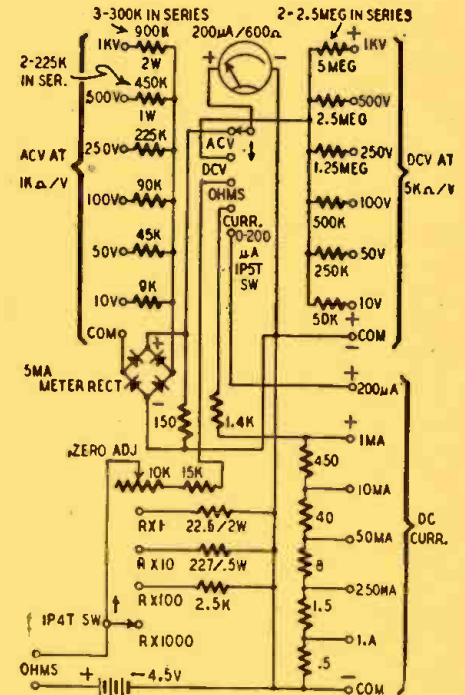 3-300K IN SERIES
900K
1KV
2W
2-225K
IN SER.
450K
500V
1W
225K
250V
ACV AT
1KΩ/V
90K
100V
45K
50V
9K
10V
COM
+
5MA
METER RECT
-
200µA/600Ω
+
-
ACV
DCV
OHMS
CURR.
0-200
µA
1P5T
SW
2-2.5MEG IN SERIES
+
1KV
5MEG
500V
2.5MEG
250V
1.25MEG
DCV AT
5KΩ/V
100V
500K
50V
250K
10V
50K
+
COM
-
150
1.4K
+
200µA
+
1MA
450
10MA
40
50MA
8
250MA
1.5
1.A
.5
-
COM
DC
CURR.
ZERO ADJ
10K
15K
RX1
22.6/2W
RX10
227/.5W
RX100
2.5K
1P4T SW
RX1000
OHMS
+
4.5V